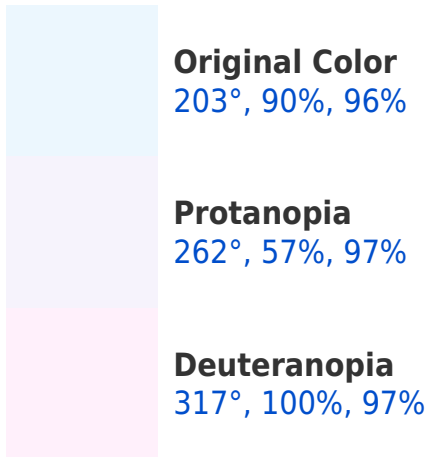 Original Color
203°, 90%, 96%
Protanopia
262°, 57%, 97%
Deuteranopia
317°, 100%, 97%